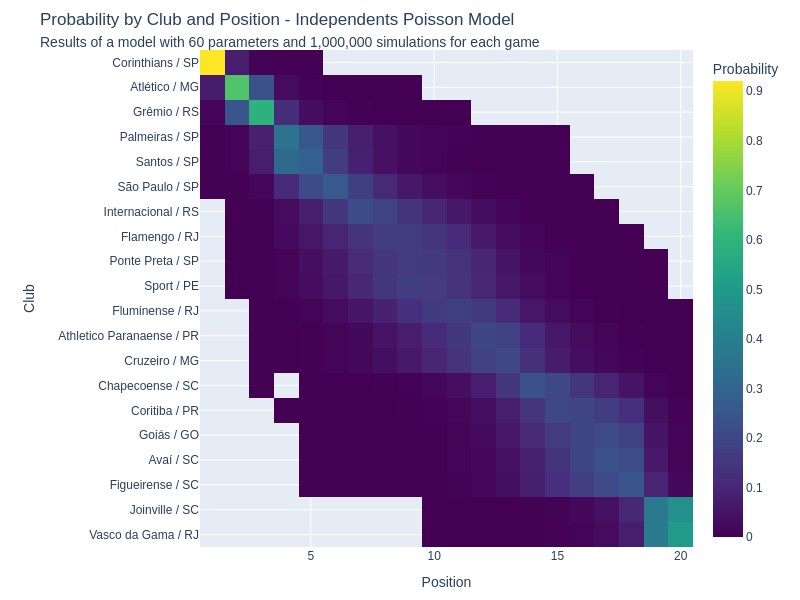 Probability by Club and Position - Independents Poisson Model
Results of a model with 60 parameters and 1,000,000 simulations for each game
Probability
Club
Corinthians / SP
Atlético / MG
Grêmio / RS
Palmeiras / SP
Santos / SP
São Paulo / SP
Internacional / RS
Flamengo / RJ
Ponte Preta / SP
Sport / PE
Fluminense / RJ
Athletico Paranaense / PR
Cruzeiro / MG
Chapecoense / SC
Coritiba / PR
Goiás / GO
Avaí / SC
Figueirense / SC
Joinville / SC
Vasco da Gama / RJ
0.9
0.8
0.7
0.6
0.5
0.4
0.3
0.2
0.1
0
5 10 15 20
Position